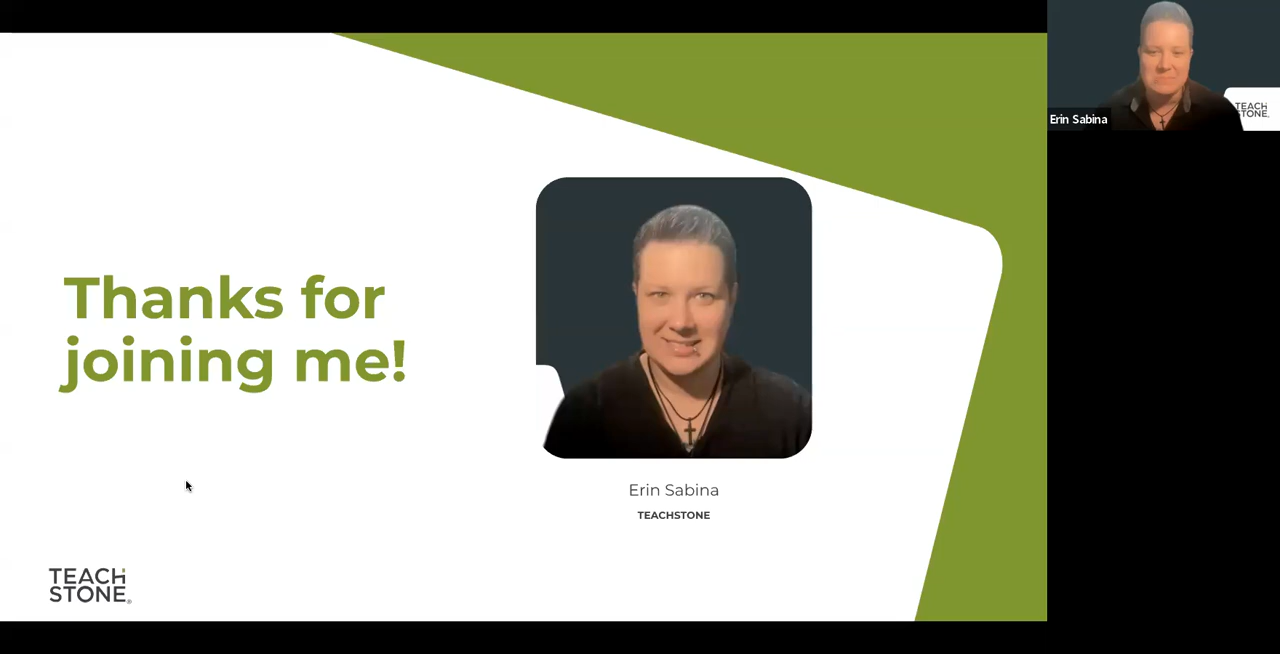 Thanks for
joining me!
Erin Sabina
TEACHSTONE
TEACH
STONE®
Erin Sabina
TEACH
STONE